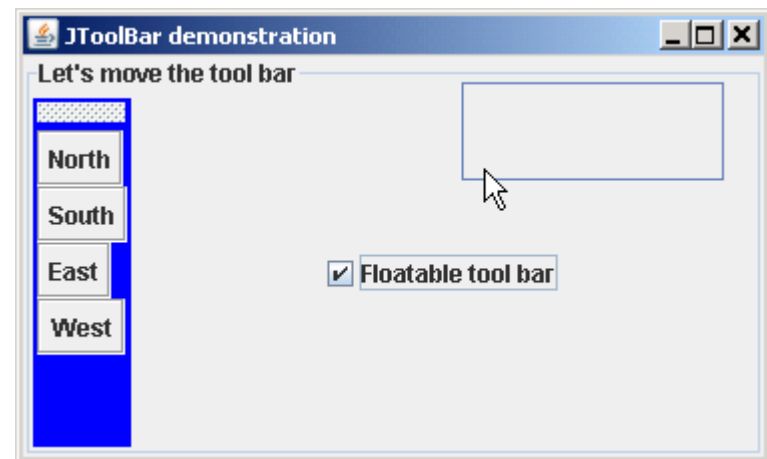 JToolBar demonstration
Let's move the tool bar
North
South
East
West
Floatable tool bar